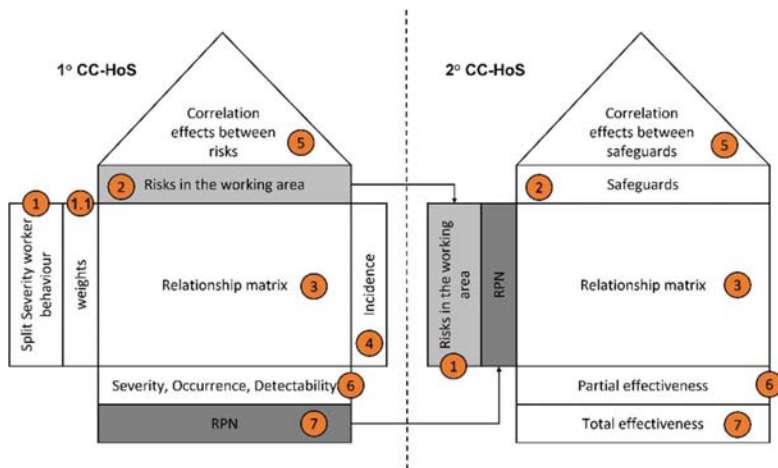 1° CC-HoS
Correlation
effects between
risks
5
2
Risks in the working area
1
1.1
Split Severity worker
behaviour
weights
Relationship matrix
3
Incidence
4
Severity, Occurrence, Detectability
6
RPN
7
2° CC-HoS
Correlation
effects between
safeguards
5
2
Safeguards
Risks in the working
area
1
RPN
Relationship matrix
3
Partial effectiveness
6
Total effectiveness
7